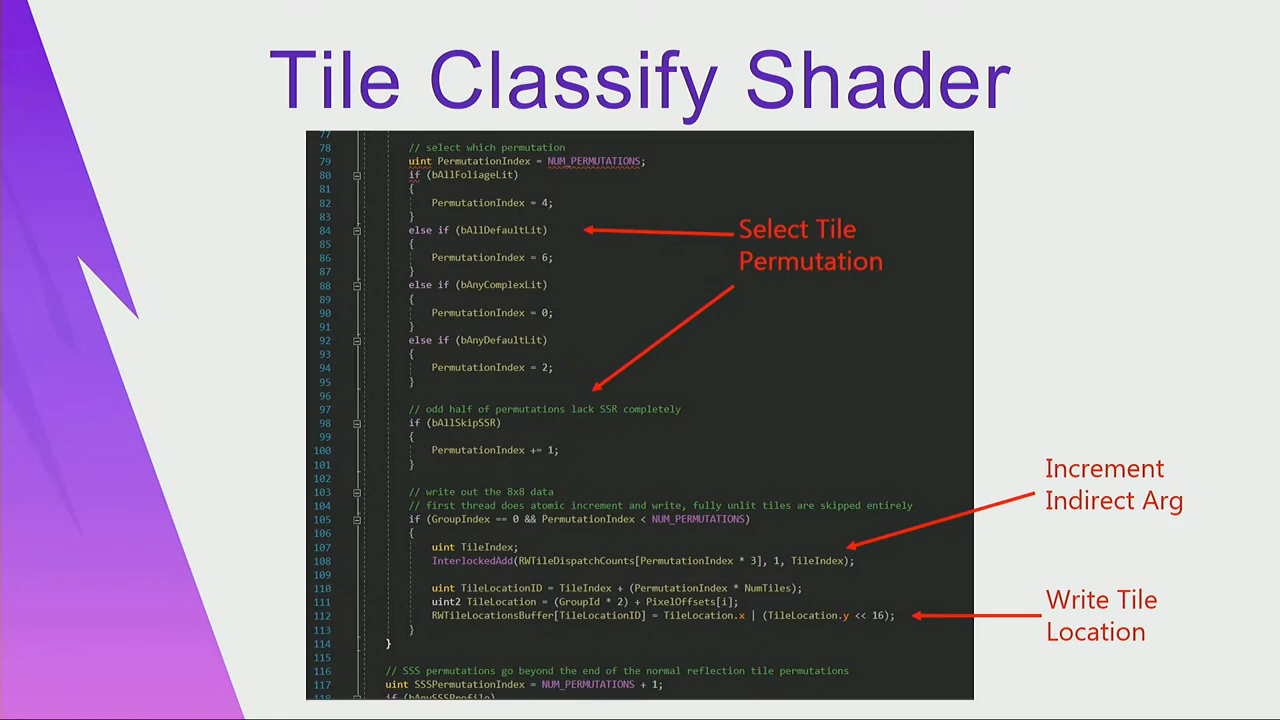 Tile Classify Shader
77
78 // select which permutation
79 uint PermutationIndex = NUM_PERMUTATIONS;
80 if (bAllFoliageLit)
81 {
82 PermutationIndex = 4;
83 }
84 else if (bAllDefaultLit)
85 {
86 PermutationIndex = 6;
87 }
88 else if (bAnyComplexLit)
89 {
90 PermutationIndex = 0;
91 }
92 else if (bAnyDefaultLit)
93 {
94 PermutationIndex = 2;
95 }
96
97 // odd half of permutations lack SSR completely
98 if (bAllSkipSSR)
99 {
100 PermutationIndex += 1;
101 }
102
103 // write out the 8x8 data
104 // first thread does atomic increment and write, fully unlit tiles are skipped entirely
105 if (GroupIndex == 0 && PermutationIndex < NUM_PERMUTATIONS)
106 {
107 uint TileIndex;
108 InterlockedAdd(RWTileDispatchCounts[PermutationIndex * 3], 1, TileIndex);
109
110 uint TileLocationID = TileIndex + (PermutationIndex * NumTiles);
111 uint2 TileLocation = (GroupId * 2) + PixelOffsets[i];
112 RWTileLocationsBuffer[TileLocationID] = TileLocation.x | (TileLocation.y << 16);
113 }
114 }
115
116 // SSS permutations go beyond the end of the normal reflection tile permutations
117 uint SSSPermutationIndex = NUM_PERMUTATIONS + 1;
118 if (bAnySSSProfile)
Select Tile
Permutation
Increment
Indirect Arg
Write Tile
Location